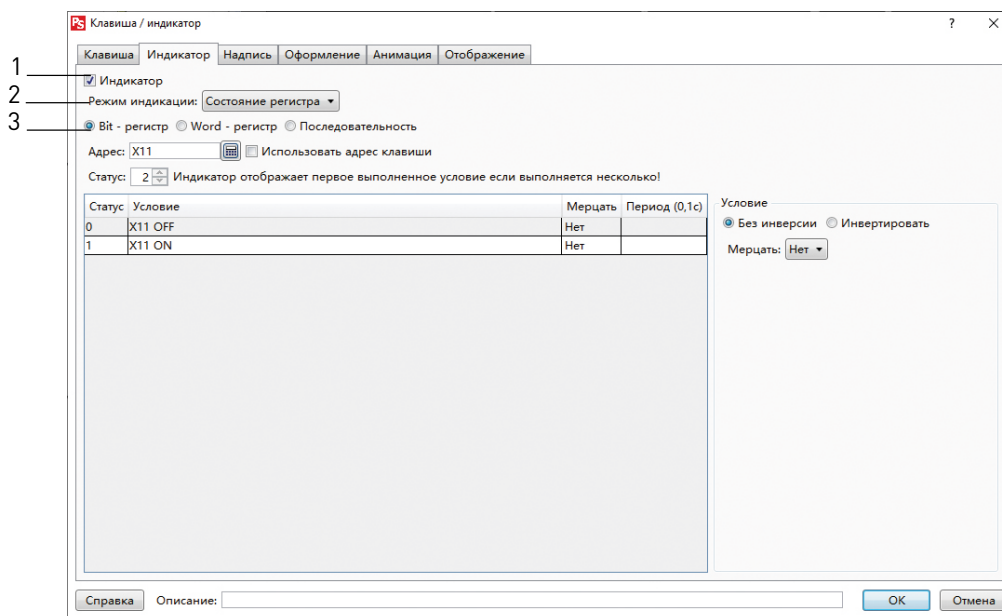 PS Клавиша / индикатор ? ×
Клавиша Индикатор Надпись Оформление Анимация Отображение
1 Индикатор
2 Режим индикации: Состояние регистра
3 Bit - регистр Word - регистр Последовательность
Адрес: X11 Использовать адрес клавиши
Статус: 2 Индикатор отображает первое выполненное условие если выполняется несколько!
Статус Условие Мерцать Период (0,1с)
0 X11 OFF Нет
1 X11 ON Нет
Условие
Без инверсии Инвертировать
Мерцать: Нет
Справка Описание: OK Отмена